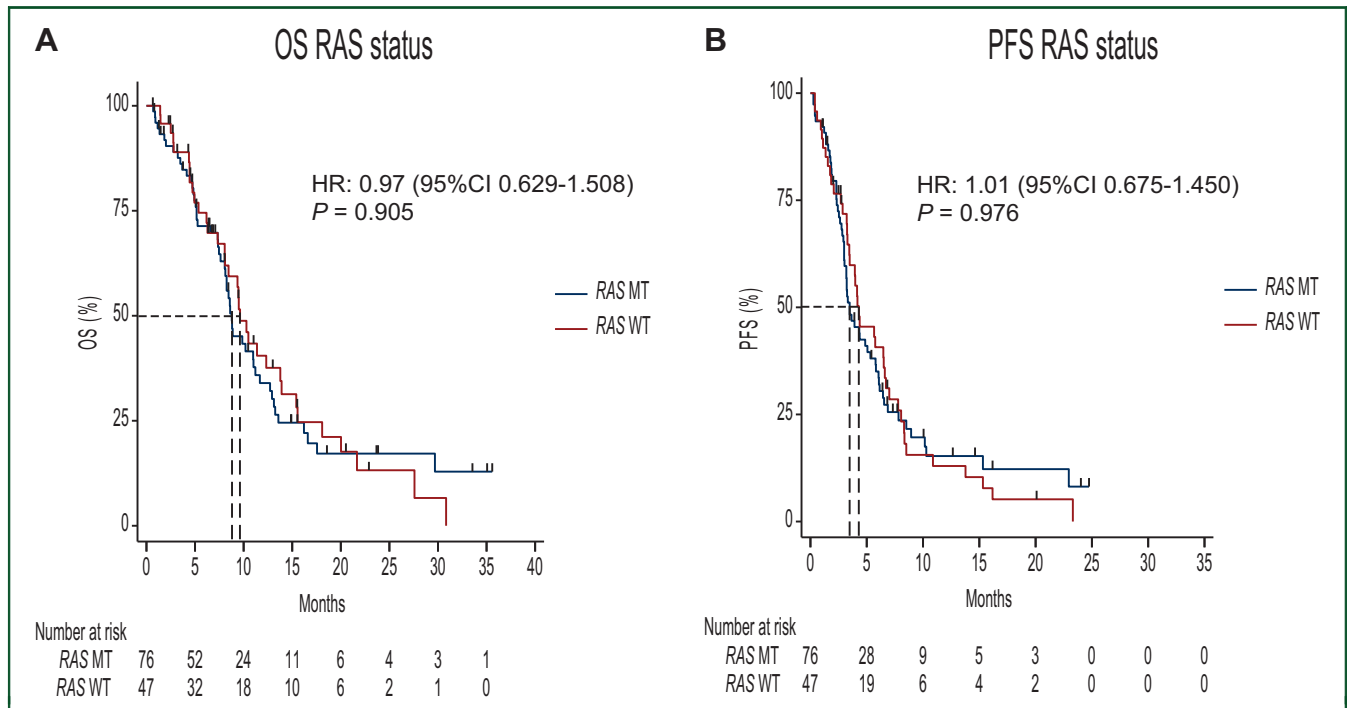 A
OS RAS status
100
75
50
25
0
OS (%)
HR: 0.97 (95%CI 0.629-1.508)
P = 0.905
RAS MT
RAS WT
0 5 10 15 20 25 30 35 40
Months
Number at risk
RAS MT 76 52 24 11 6 4 3 1
RAS WT 47 32 18 10 6 2 1 0
B
PFS RAS status
100
75
50
25
0
PFS (%)
HR: 1.01 (95%CI 0.675-1.450)
P = 0.976
RAS MT
RAS WT
0 5 10 15 20 25 30 35
Months
Number at risk
RAS MT 76 28 9 5 3 0 0 0
RAS WT 47 19 6 4 2 0 0 0